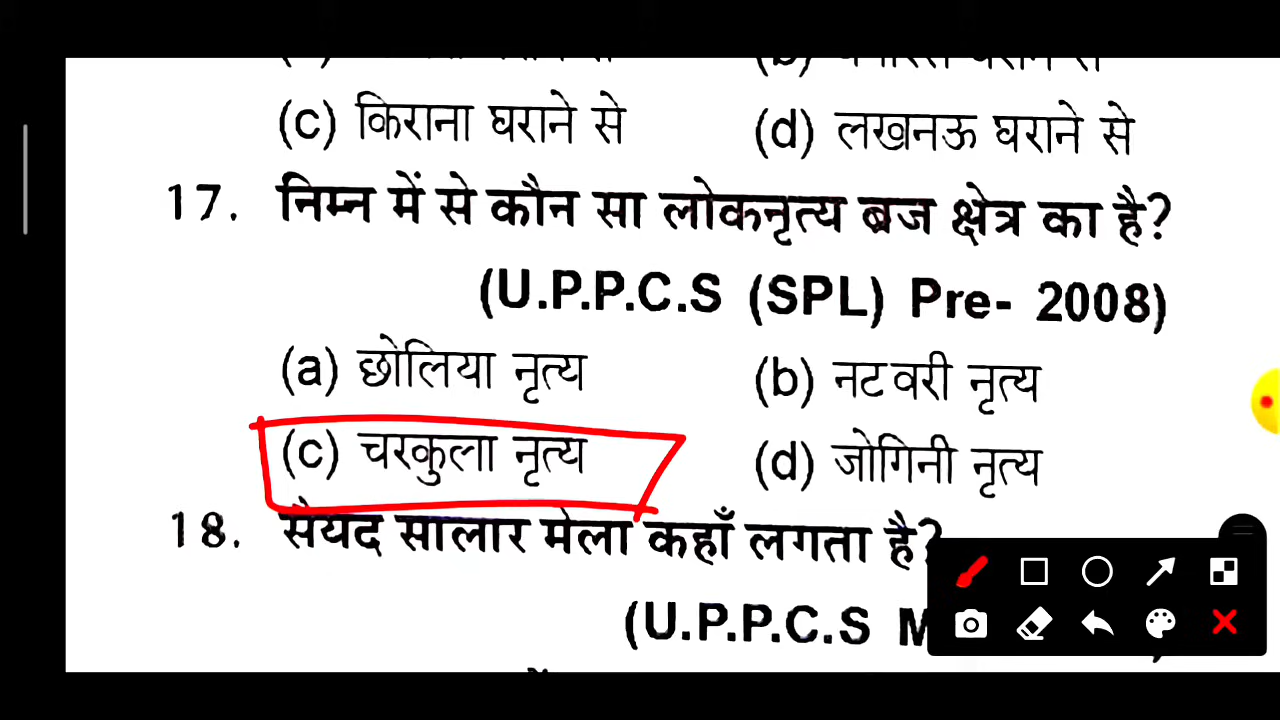 (c) किराना घराने से (d) लखनऊ घराने से
17. निम्न में से कौन सा लोकनृत्य ब्रज क्षेत्र का है?
(U.P.P.C.S (SPL) Pre- 2008)
(a) छोलिया नृत्य (b) नटवरी नृत्य
(c) चरकुला नृत्य (d) जोगिनी नृत्य
18. सैयद सालार मेला कहाँ लगता है?
(U.P.P.C.S